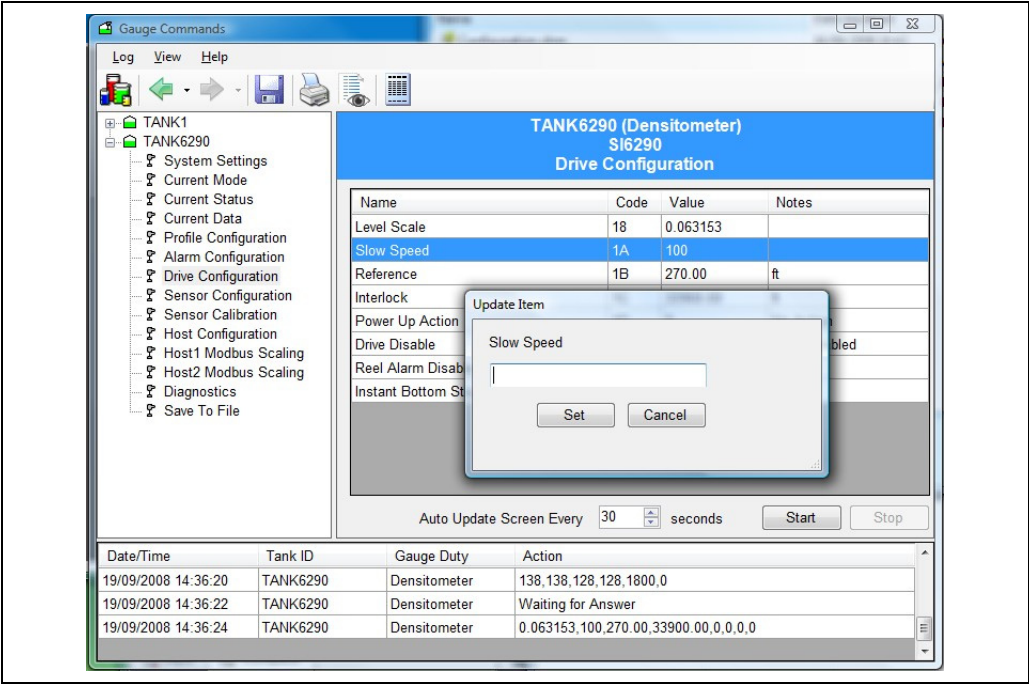 Gauge Commands
Log View Help
TANK1
TANK6290
System Settings
Current Mode
Current Status
Current Data
Profile Configuration
Alarm Configuration
Drive Configuration
Sensor Configuration
Sensor Calibration
Host Configuration
Host1 Modbus Scaling
Host2 Modbus Scaling
Diagnostics
Save To File
TANK6290 (Densitometer)
SI6290
Drive Configuration
Name Code Value Notes
Level Scale 18 0.063153
Slow Speed 1A 100
Reference 1B 270.00 ft
Interlock
Power Up Action
Drive Disable bled
Reel Alarm Disab
Instant Bottom St
Update Item
Slow Speed
Set Cancel
Auto Update Screen Every 30 seconds Start Stop
Date/Time Tank ID Gauge Duty Action
19/09/2008 14:36:20 TANK6290 Densitometer 138,138,128,128,1800,0
19/09/2008 14:36:22 TANK6290 Densitometer Waiting for Answer
19/09/2008 14:36:24 TANK6290 Densitometer 0.063153,100,270.00,33900.00,0,0,0,0